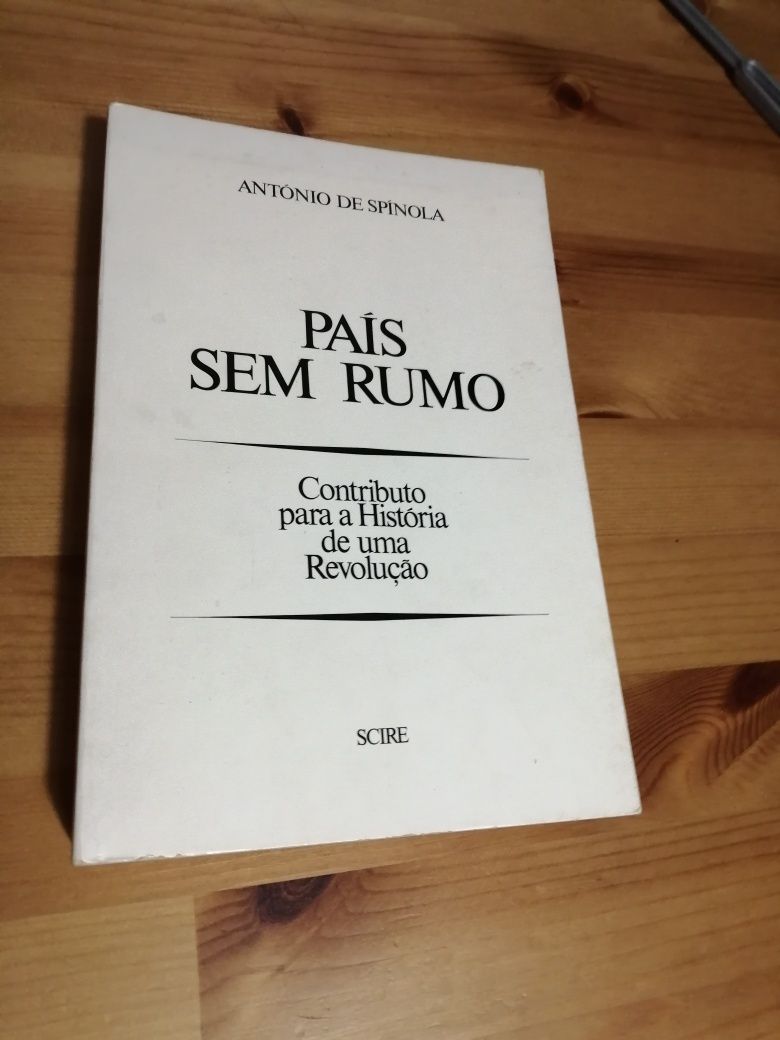 ANTÓNIO DE SPÍNOLA
PAÍS
SEM RUMO
Contributo
para a História
de uma
Revolução
SCIRE